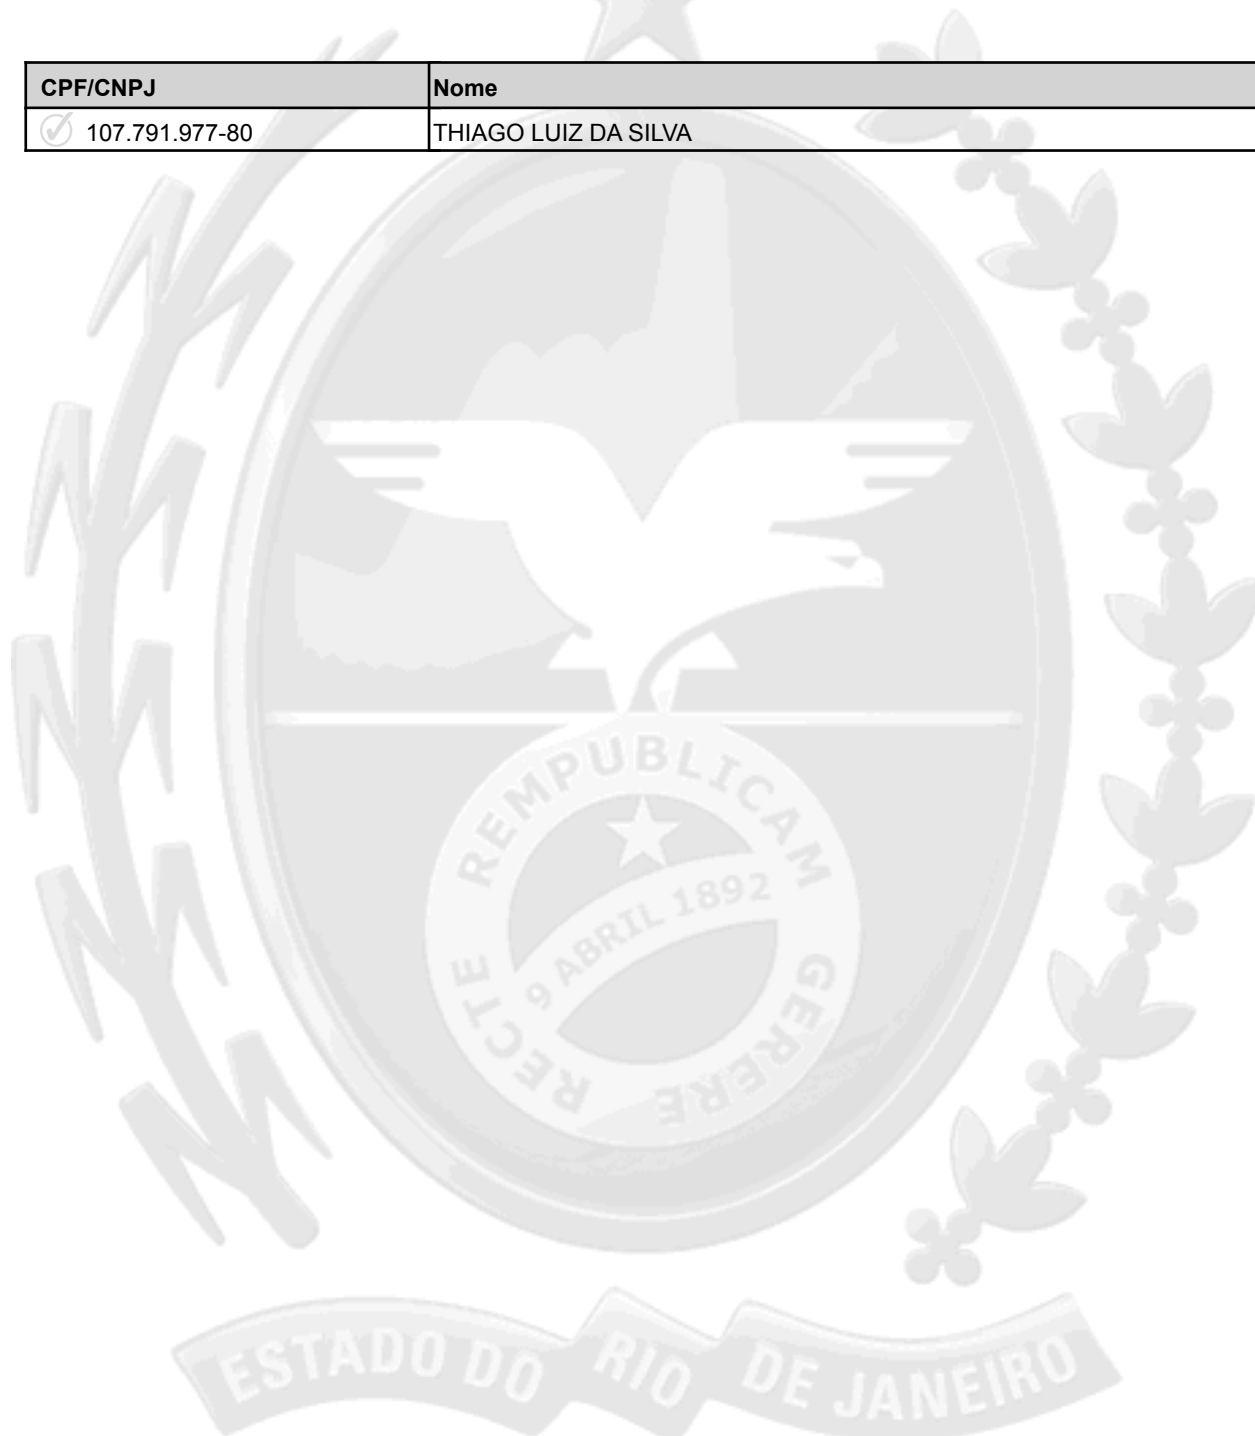 CPF/CNPJ Nome
107.791.977-80 THIAGO LUIZ DA SILVA
REMPUBLICAM
9 ABRIL 1892
RECTE GERERE
ESTADO DO RIO DE JANEIRO